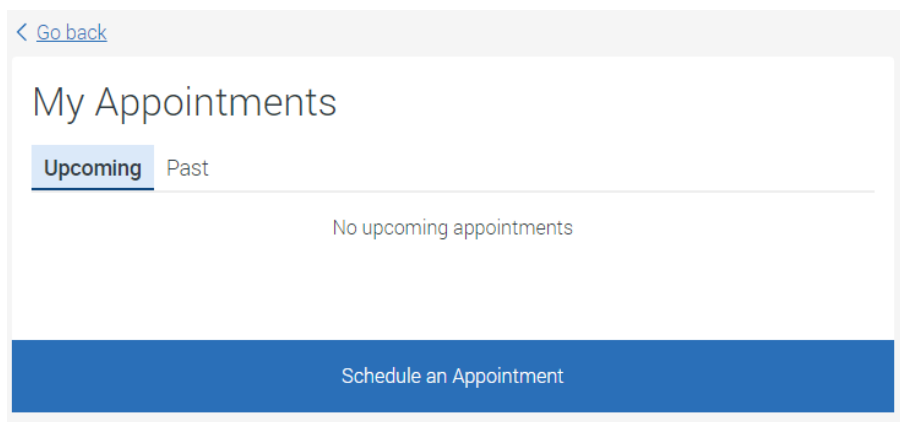 Go back
My Appointments
Upcoming Past
No upcoming appointments
Schedule an Appointment